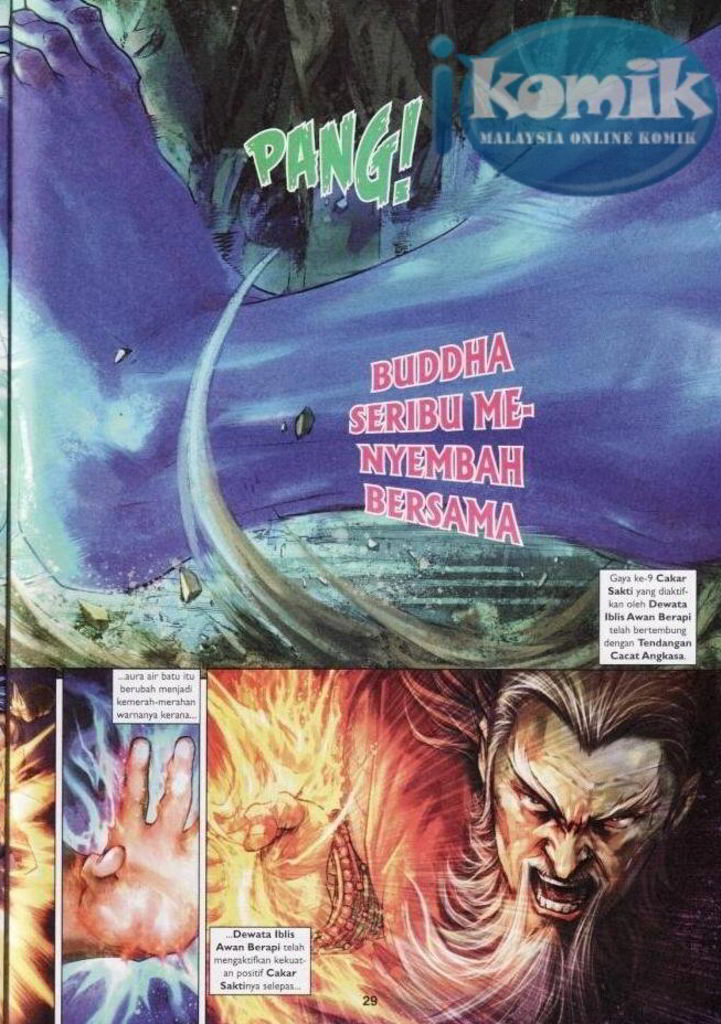 ikomik
MALAYSIA ONLINE KOMIK
PANG!
BUDDHA
SERIBU ME-
NYEMBAH
BERSAMA
Gaya ke-9 Cakar
Sakti yang diaktif-
kan oleh Dewata
Iblis Awan Berapi
telah bertembung
dengan Tendangan
Cacat Angkasa.
...aura air batu itu
berubah menjadi
kemerah-merahan
warnanya kerana...
...Dewata Iblis
Awan Berapi telah
mengaktifkan kekuat-
an positif Cakar
Saktinya selepas...
29